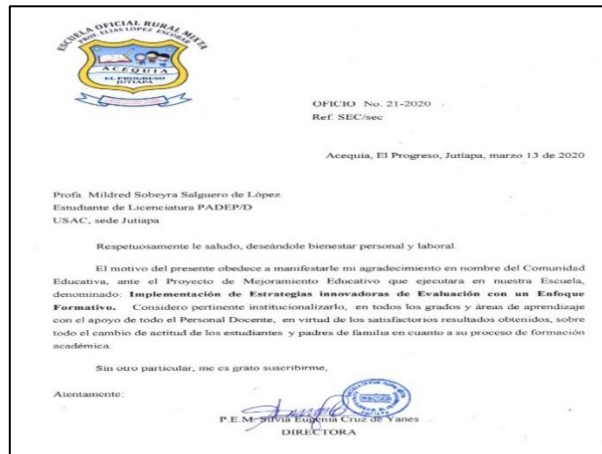 ESCUELA OFICIAL RURAL MIXTA
PROF. ELIAS LÓPEZ ESCOBAR
ACEQUIA
EL PROGRESO
JUTIAPA
OFICIO No. 21-2020
Ref. SEC/sec
Acequia, El Progreso, Jutiapa, marzo 13 de 2020
Profa. Mildred Sobeyra Salguero de López
Estudiante de Licenciatura PADEP/D
USAC, sede Jutiapa
Respetuosamente le saludo, deseándole bienestar personal y laboral.
El motivo del presente obedece a manifestarle mi agradecimiento en nombre del Comunidad
Educativa, ante el Proyecto de Mejoramiento Educativo que ejecutara en nuestra Escuela,
denominado: Implementación de Estrategias innovadoras de Evaluación con un Enfoque
Formativo. Considero pertinente institucionalizarlo, en todos los grados y áreas de aprendizaje
con el apoyo de todo el Personal Docente, en virtud de los satisfactorios resultados obtenidos, sobre
todo el cambio de actitud de los estudiantes y padres de familia en cuanto a su proceso de formación
académica.
Sin otro particular, me es grato suscribirme,
Atentamente:
P.E.M. Silvia Eugenia Cruz de Yanes
DIRECTORA